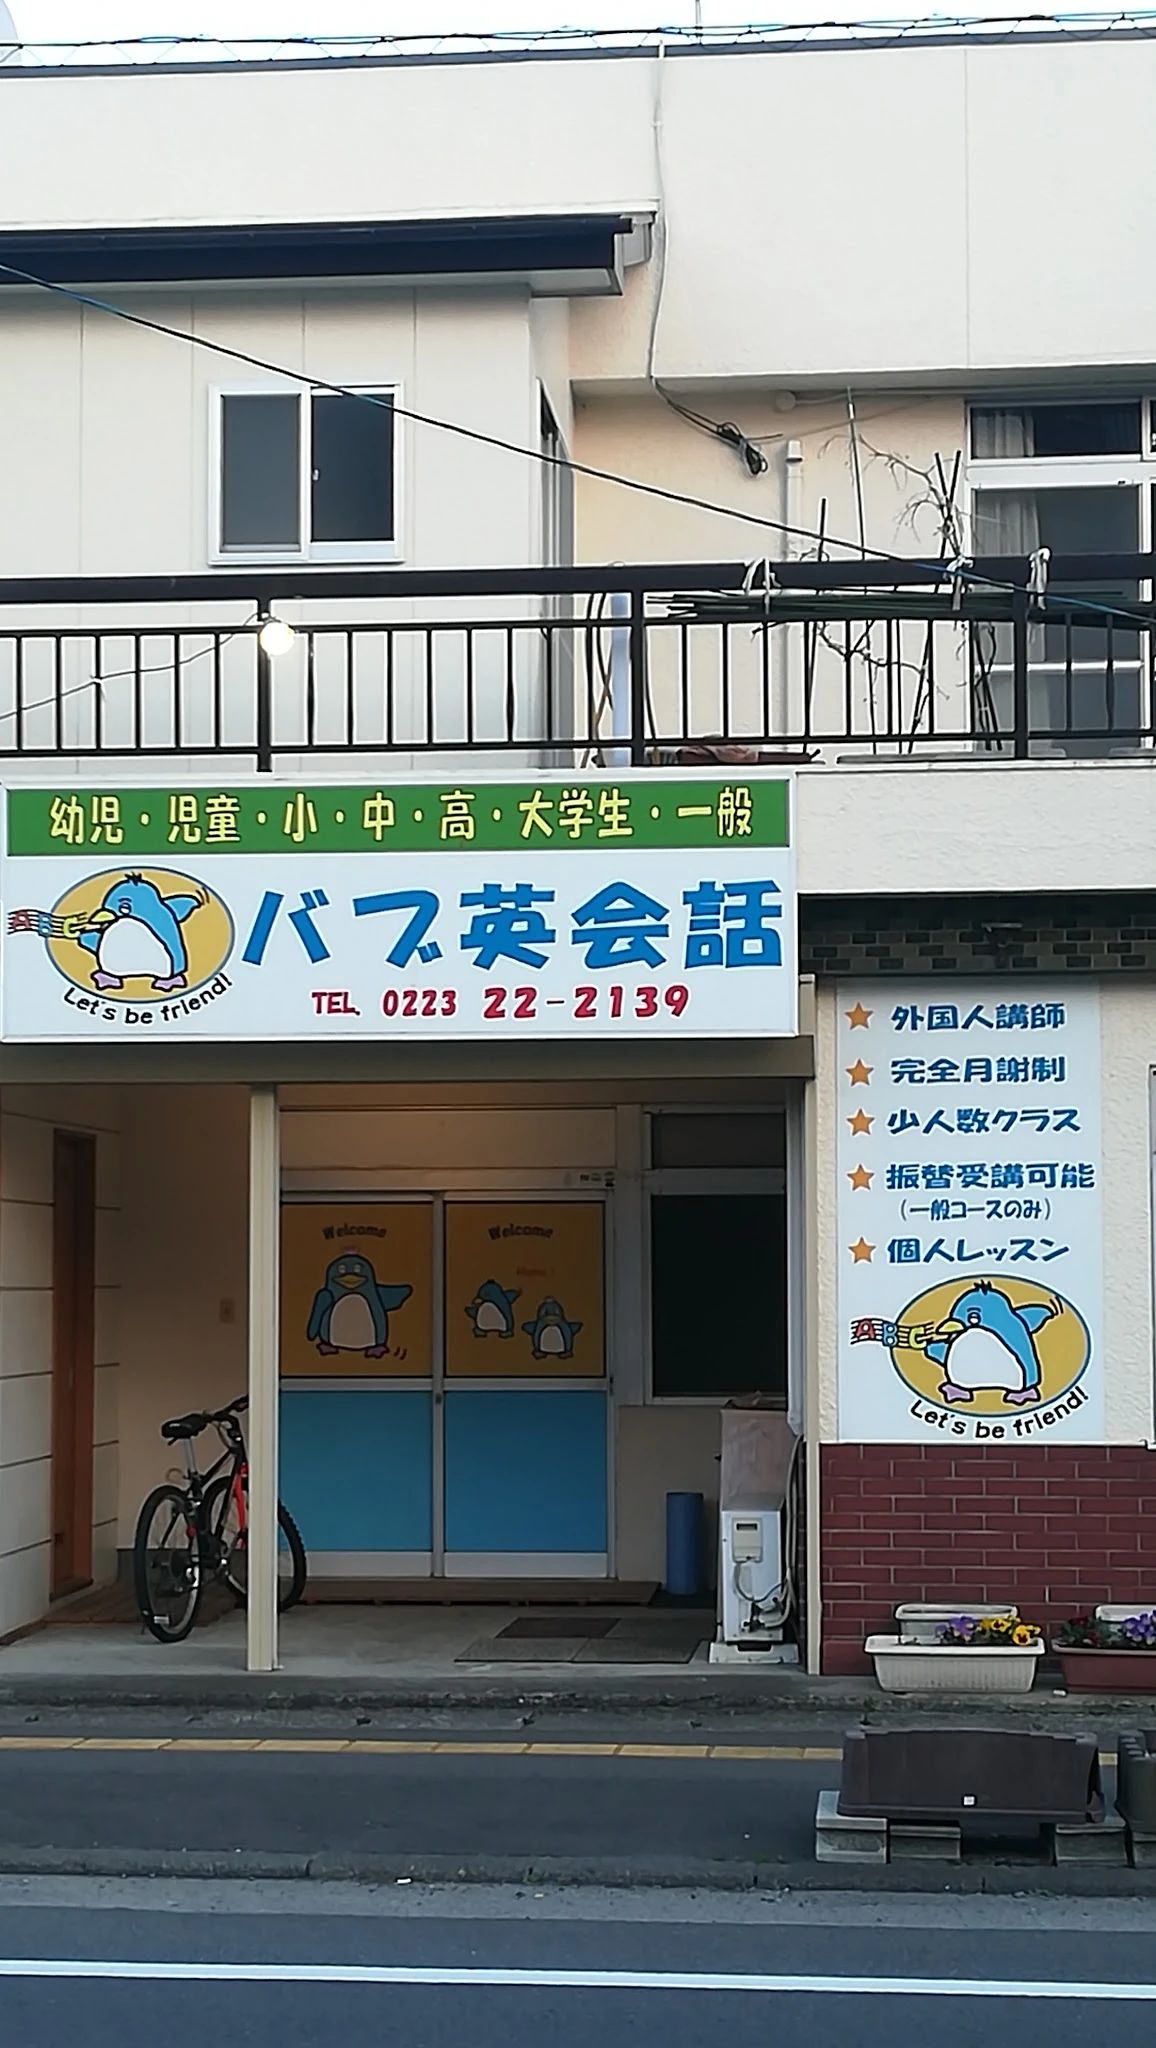 幼児・児童・小・中・高・大学生・一般
バブ英会話
ABC
Let's be friend!
TEL. 0223 22-2139
★ 外国人講師
★ 完全月謝制
★ 少人数クラス
★ 振替受講可能
(一般コースのみ)
★ 個人レッスン
ABC
Let's be friend!
Welcome
Welcome